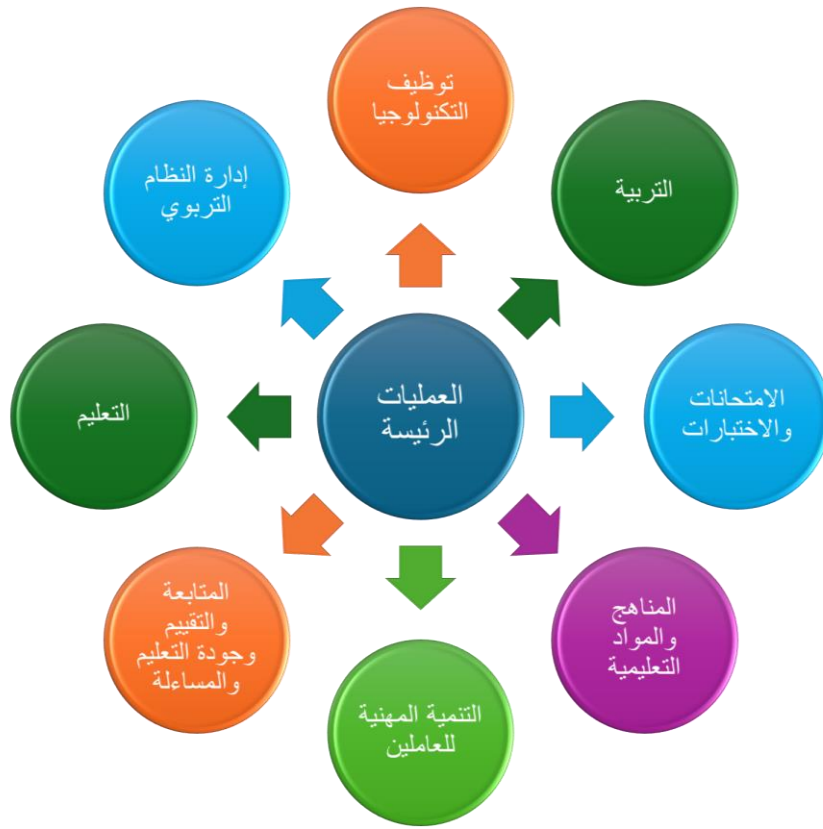 توظيف
التكنولوجيا
التربية
الامتحانات
والاختبارات
المناهج
والمواد
التعليمية
التنمية المهنية
للعاملين
المتابعة
والتقييم
وجودة التعليم
والمساءلة
التعليم
إدارة النظام
التربوي
العمليات
الرئيسة